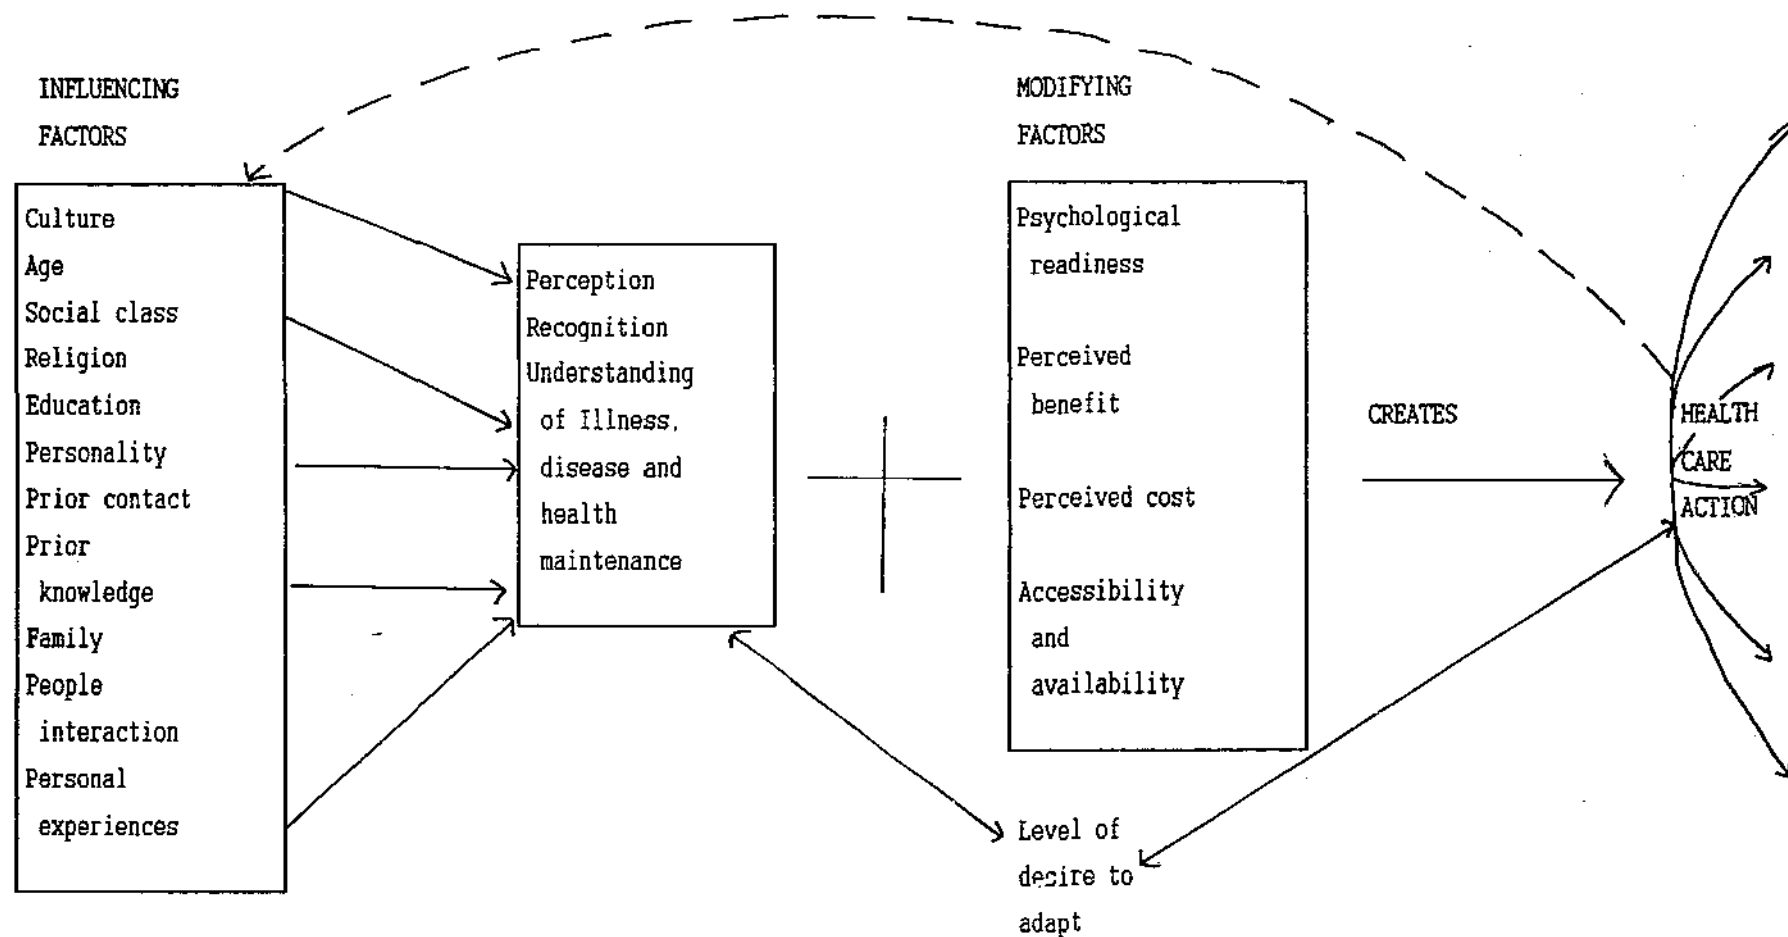 INFLUENCING
FACTORS
Culture
Age
Social class
Religion
Education
Personality
Prior contact
Prior
knowledge
Family
People
interaction
Personal
experiences
Perception
Recognition
Understanding
of Illness,
disease and
health
maintenance
MODIFYING
FACTORS
Psychological
readiness
Perceived
benefit
Perceived cost
Accessibility
and
availability
Level of
desire to
adapt
CREATES
HEALTH
CARE
ACTION